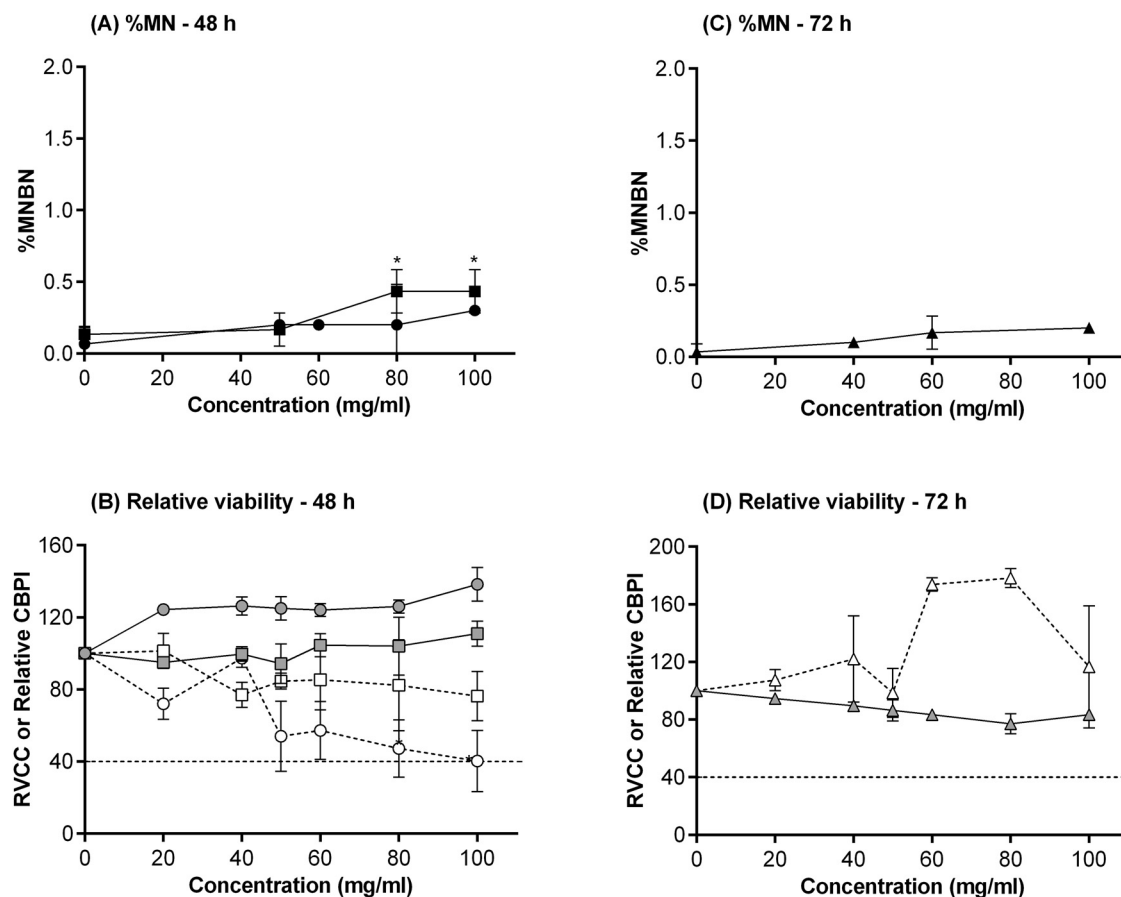 (A) %MN - 48 h
2.0
1.5
1.0
0.5
0.0
%MNBN
* *
0 20 40 60 80 100
Concentration (mg/ml)
(C) %MN - 72 h
2.0
1.5
1.0
0.5
0.0
%MNBN
0 20 40 60 80 100
Concentration (mg/ml)
(B) Relative viability - 48 h
160
120
80
40
0
RVCC or Relative CBPI
0 20 40 60 80 100
Concentration (mg/ml)
(D) Relative viability - 72 h
200
160
120
80
40
0
RVCC or Relative CBPI
0 20 40 60 80 100
Concentration (mg/ml)